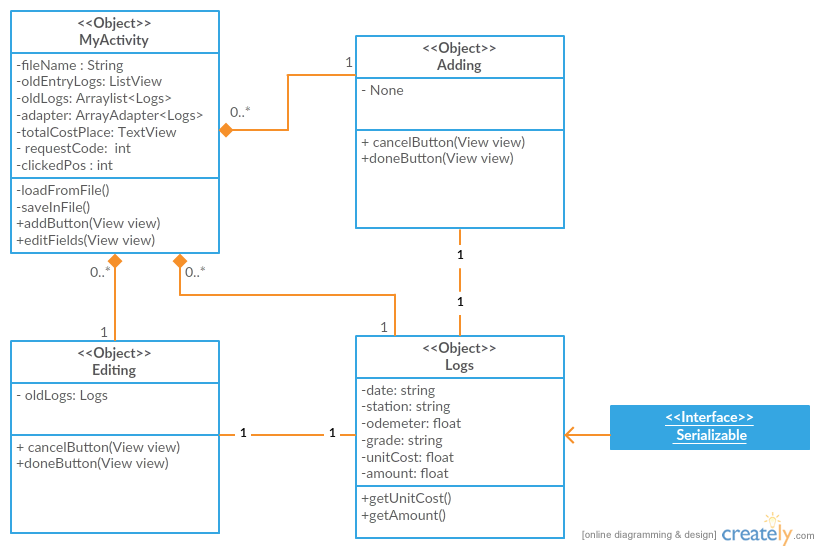 <<Object>>
MyActivity
-fileName : String
-oldEntryLogs: ListView
-oldLogs: Arraylist<Logs>
-adapter: ArrayAdapter<Logs>
-totalCostPlace: TextView
- requestCode:  int
-clickedPos : int
-loadFromFile()
-saveInFile()
+addButton(View view)
+editFields(View view)
0..*
1
<<Object>>
Adding
- None
+ cancelButton(View view)
+doneButton(View view)
1
1
0..*
0..*
1
1
<<Object>>
Editing
- oldLogs: Logs
+ cancelButton(View view)
+doneButton(View view)
1
1
<<Object>>
Logs
-date: string
-station: string
-odemeter: float
-grade: string
-unitCost: float
-amount: float
+getUnitCost()
+getAmount()
<<Interface>>
Serializable
[online diagramming & design] creately.com